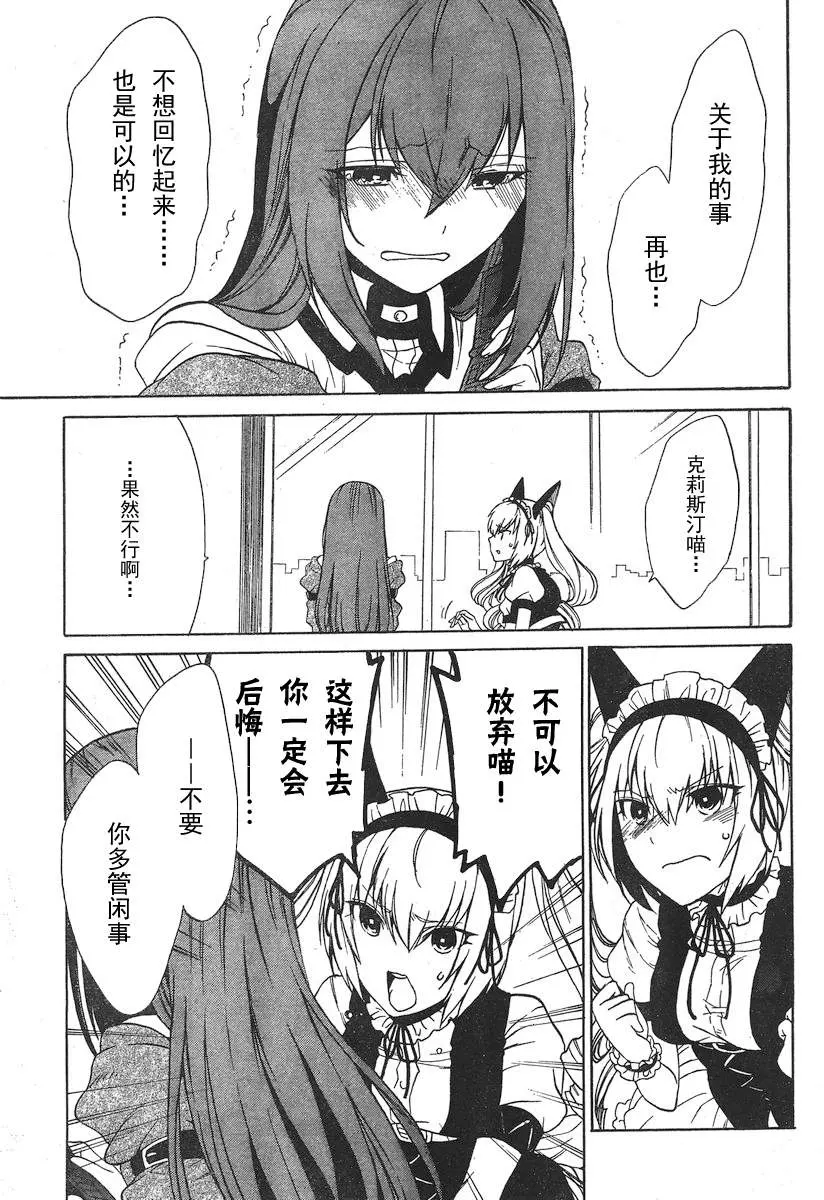 关于我的事
再也…
不想回忆起来……
也是可以的…
克莉斯汀喵…
…果然不行啊…
不可以
放弃喵！
这样下去
你一定会
后悔——…
——不要
你多管闲事